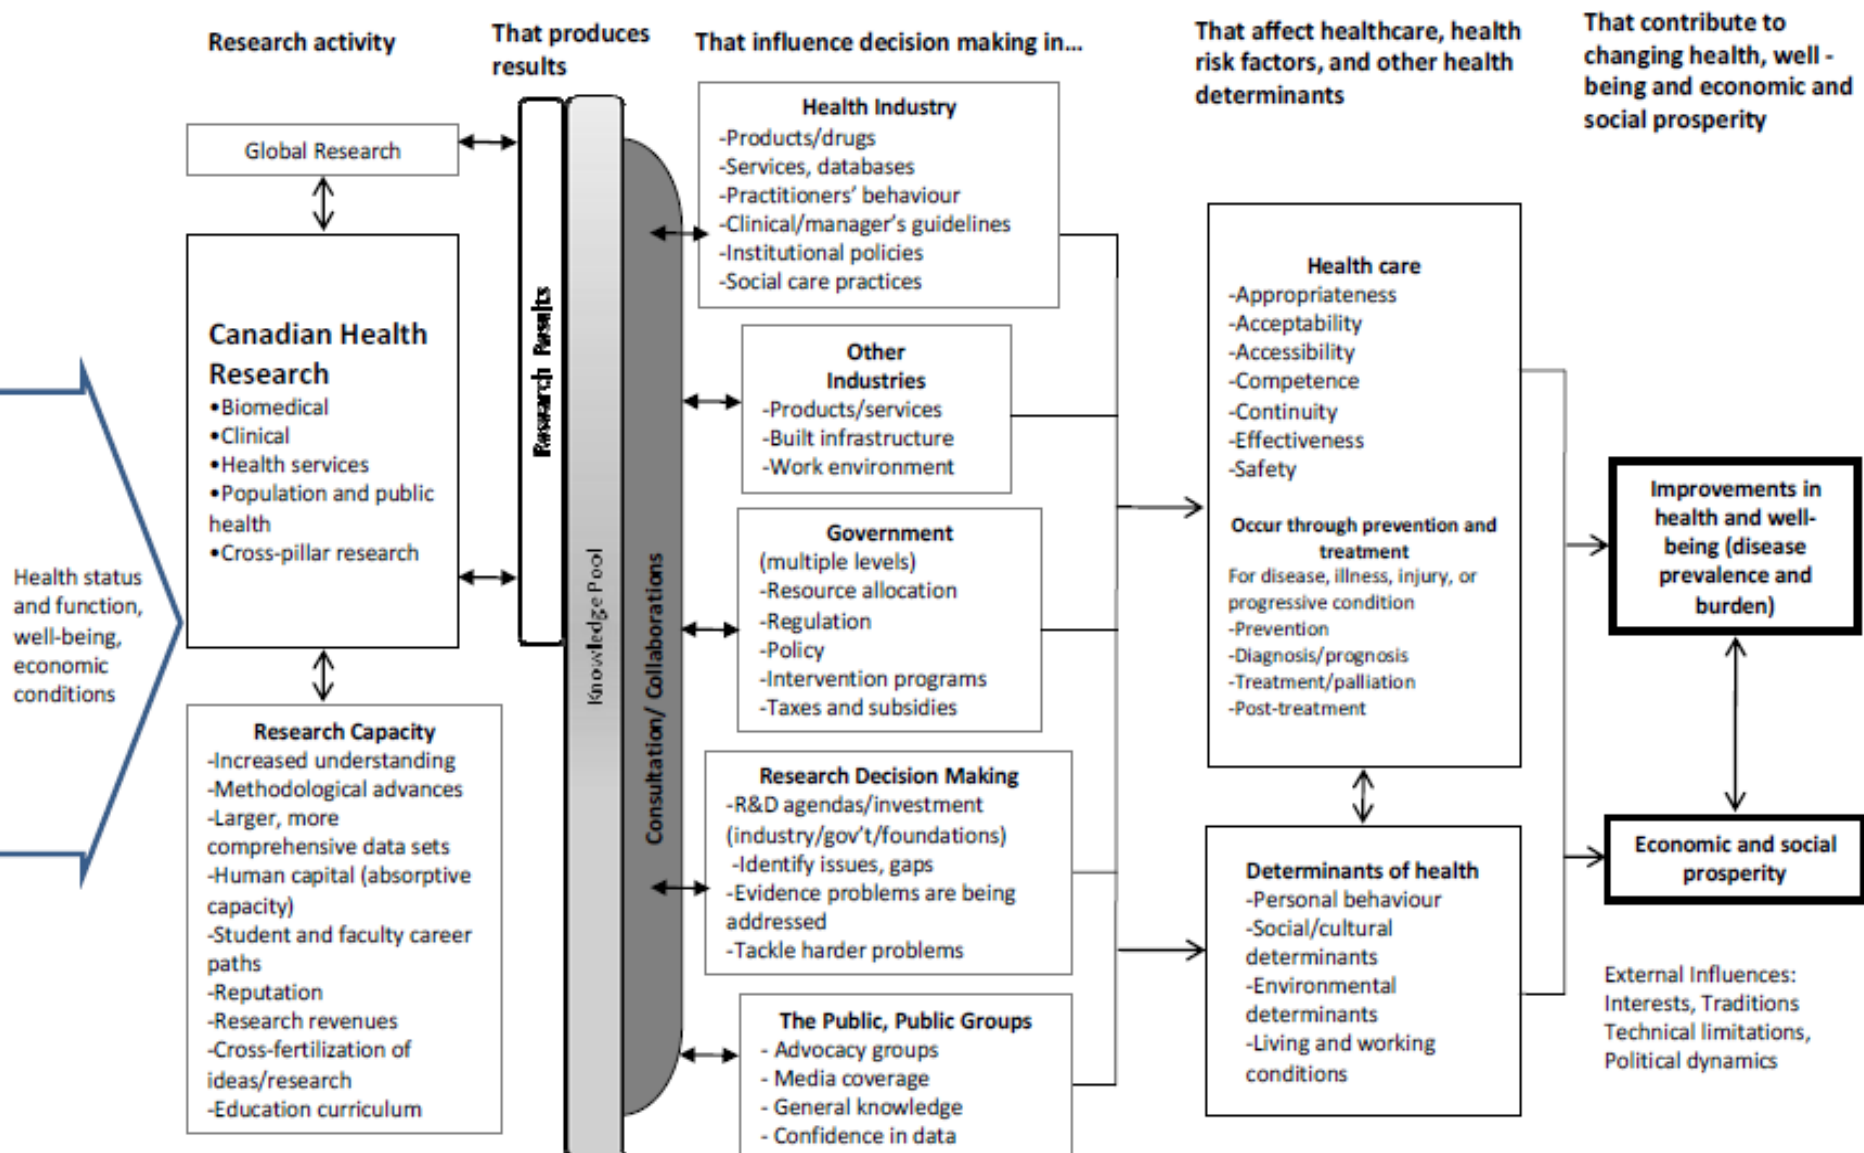 Research activity
That produces
results
That influence decision making in...
That affect healthcare, health
risk factors, and other health
determinants
That contribute to
changing health, well -
being and economic and
social prosperity
Health status
and function,
well-being,
economic
conditions
Global Research
Canadian Health
Research
•Biomedical
•Clinical
•Health services
•Population and public
health
•Cross-pillar research
Research Capacity
-Increased understanding
-Methodological advances
-Larger, more
comprehensive data sets
-Human capital (absorptive
capacity)
-Student and faculty career
paths
-Reputation
-Research revenues
-Cross-fertilization of
ideas/research
-Education curriculum
Research Results
Knowledge Pool
Consultation/ Collaborations
Health Industry
-Products/drugs
-Services, databases
-Practitioners' behaviour
-Clinical/manager's guidelines
-Institutional policies
-Social care practices
Other
Industries
-Products/services
-Built infrastructure
-Work environment
Government
(multiple levels)
-Resource allocation
-Regulation
-Policy
-Intervention programs
-Taxes and subsidies
Research Decision Making
-R&D agendas/investment
(industry/gov't/foundations)
-Identify issues, gaps
-Evidence problems are being
addressed
-Tackle harder problems
The Public, Public Groups
- Advocacy groups
- Media coverage
- General knowledge
- Confidence in data
Health care
-Appropriateness
-Acceptability
-Accessibility
-Competence
-Continuity
-Effectiveness
-Safety
Occur through prevention and
treatment
For disease, illness, injury, or
progressive condition
-Prevention
-Diagnosis/prognosis
-Treatment/palliation
-Post-treatment
Determinants of health
-Personal behaviour
-Social/cultural
determinants
-Environmental
determinants
-Living and working
conditions
Improvements in
health and well-
being (disease
prevalence and
burden)
Economic and social
prosperity
External Influences:
Interests, Traditions
Technical limitations,
Political dynamics